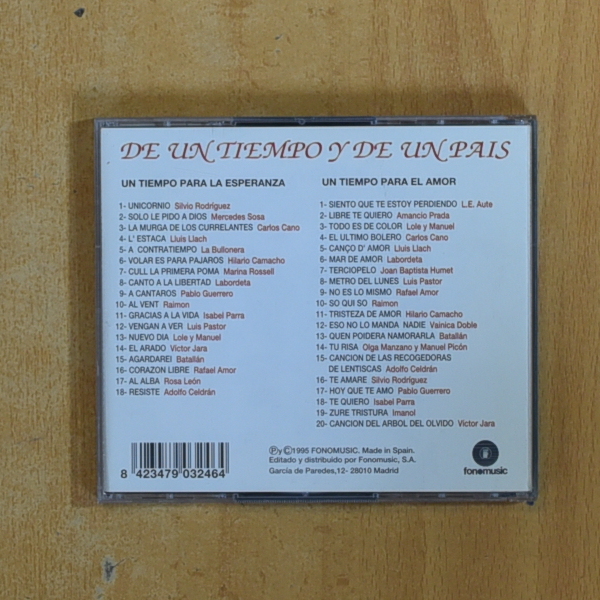 DE UN TIEMPO Y DE UN PAIS
UN TIEMPO PARA LA ESPERANZA
1- UNICORNIO Silvio Rodríguez
2- SOLO LE PIDO A DIOS Mercedes Sosa
3- LA MURGA DE LOS CURRELANTES Carlos Cano
4- L' ESTACA Lluis Llach
5- A CONTRATIEMPO La Bullonera
6- VOLAR ES PARA PAJAROS Hilario Camacho
7- CULL LA PRIMERA POMA Marina Rossell
8- CANTO A LA LIBERTAD Labordeta
9- A CANTAROS Pablo Guerrero
10- AL VENT Raimon
11- GRACIAS A LA VIDA Isabel Parra
12- VENGAN A VER Luis Pastor
13- NUEVO DIA Lole y Manuel
14- EL ARADO Víctor Jara
15- AGARDAREI Batallán
16- CORAZON LIBRE Rafael Amor
17- AL ALBA Rosa León
18- RESISTE Adolfo Celdrán
UN TIEMPO PARA EL AMOR
1- SIENTO QUE TE ESTOY PERDIENDO L.E. Aute
2- LIBRE TE QUIERO Amancio Prada
3- TODO ES DE COLOR Lole y Manuel
4- EL ULTIMO BOLERO Carlos Cano
5- CANÇO D' AMOR Lluis Llach
6- MAR DE AMOR Labordeta
7- TERCIOPELO Joan Baptista Humet
8- METRO DEL LUNES Luis Pastor
9- NO ES LO MISMO Rafael Amor
10- SO QUI SO Raimon
11- TRISTEZA DE AMOR Hilario Camacho
12- ESO NO LO MANDA NADIE Vainica Doble
13- QUEN POIDERA NAMORARLA Batallán
14- TU RISA Olga Manzano y Manuel Picón
15- CANCION DE LAS RECOGEDORAS
DE LENTISCAS Adolfo Celdrán
16- TE AMARE Silvio Rodríguez
17- HOY QUE TE AMO Pablo Guerrero
18- TE QUIERO Isabel Parra
19- ZURE TRISTURA Imanol
20- CANCION DEL ARBOL DEL OLVIDO Víctor Jara
8 423479 032464
℗y©1995 FONOMUSIC. Made in Spain.
Editado y distribuido por Fonomusic, S.A.
García de Paredes,12- 28010 Madrid
fonomusic